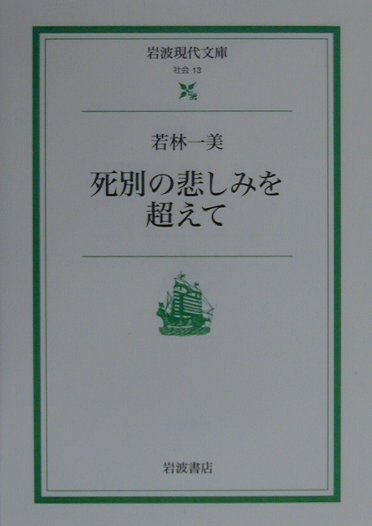 岩波現代文庫
社会 13
若林一美
死別の悲しみを
超えて
岩波書店